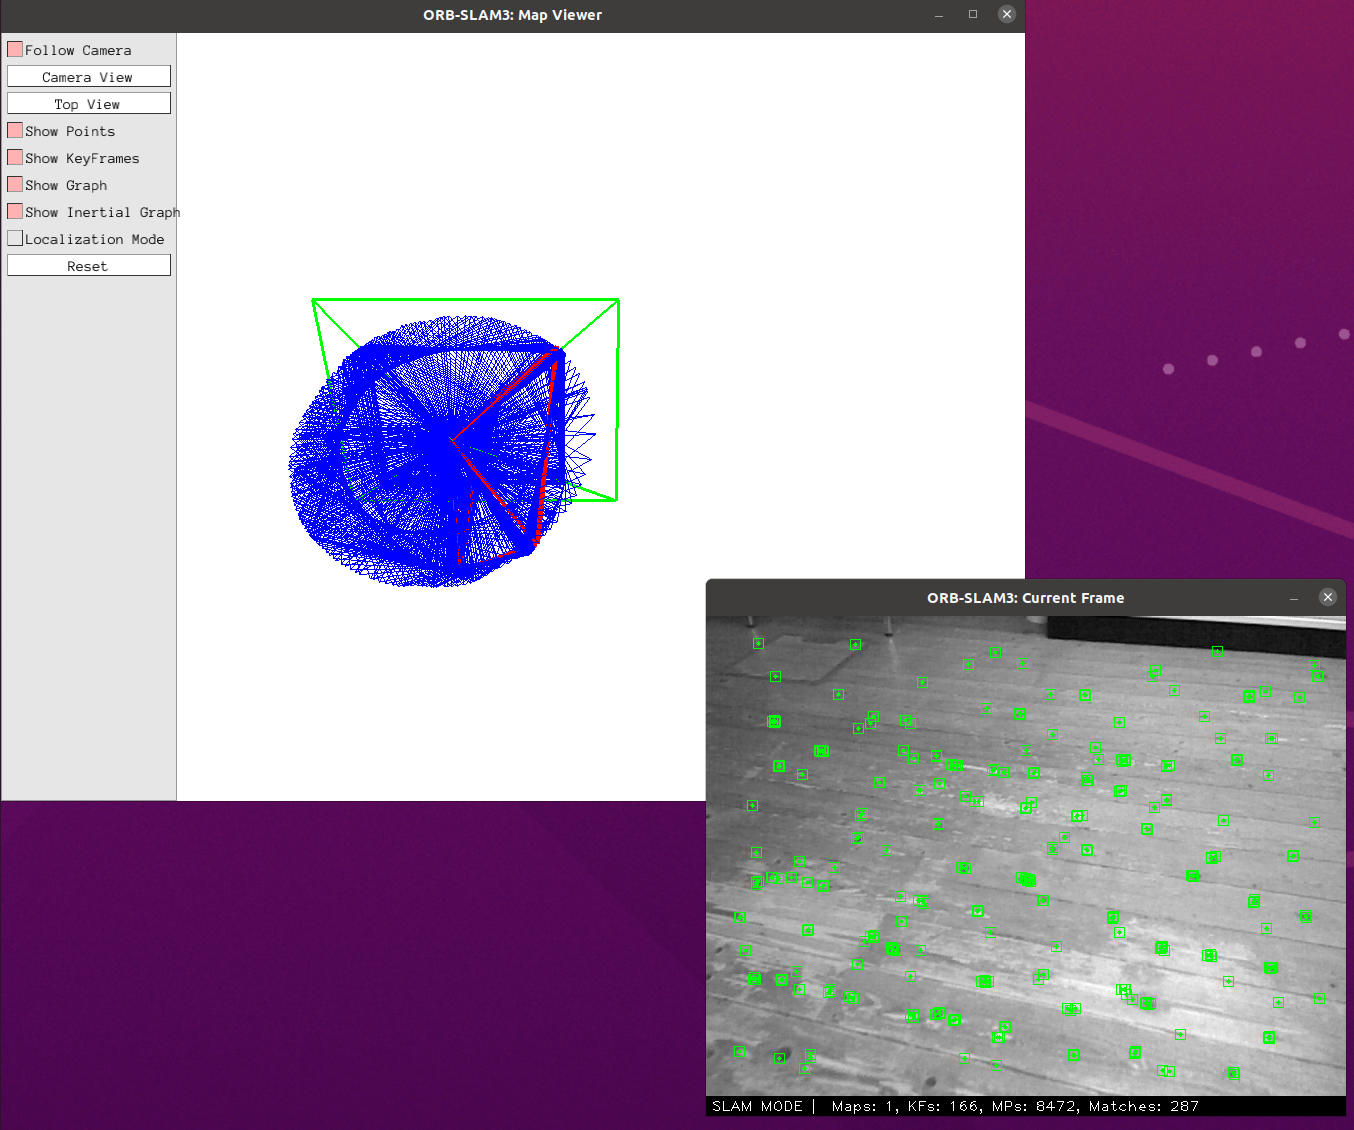 ORB-SLAM3: Map Viewer
Follow Camera
Camera View
Top View
Show Points
Show KeyFrames
Show Graph
Show Inertial Graph
Localization Mode
Reset
ORB-SLAM3: Current Frame
SLAM MODE | Maps: 1, KFs: 166, MPs: 8472, Matches: 287